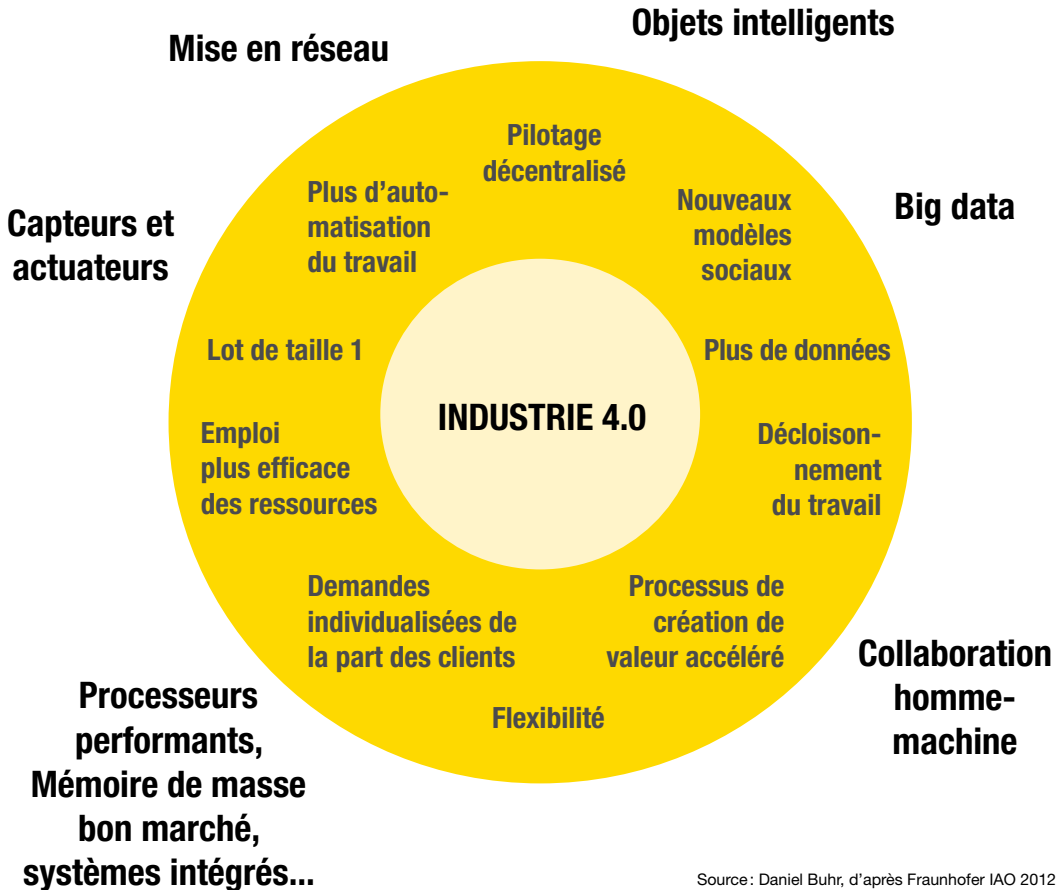 Objets intelligents
Mise en réseau
Pilotage
décentralisé
Plus d’auto-
matisation
du travail
Nouveaux
modèles
sociaux
Big data
Capteurs et
actuateurs
Lot de taille 1
Plus de données
INDUSTRIE 4.0
Emploi
plus efficace
des ressources
Décloison-
nement
du travail
Demandes
individualisées de
la part des clients
Processus de
création de
valeur accéléré
Flexibilité
Collaboration
homme-
machine
Processeurs
performants,
Mémoire de masse
bon marché,
systèmes intégrés...
Source : Daniel Buhr, d’après Fraunhofer IAO 2012